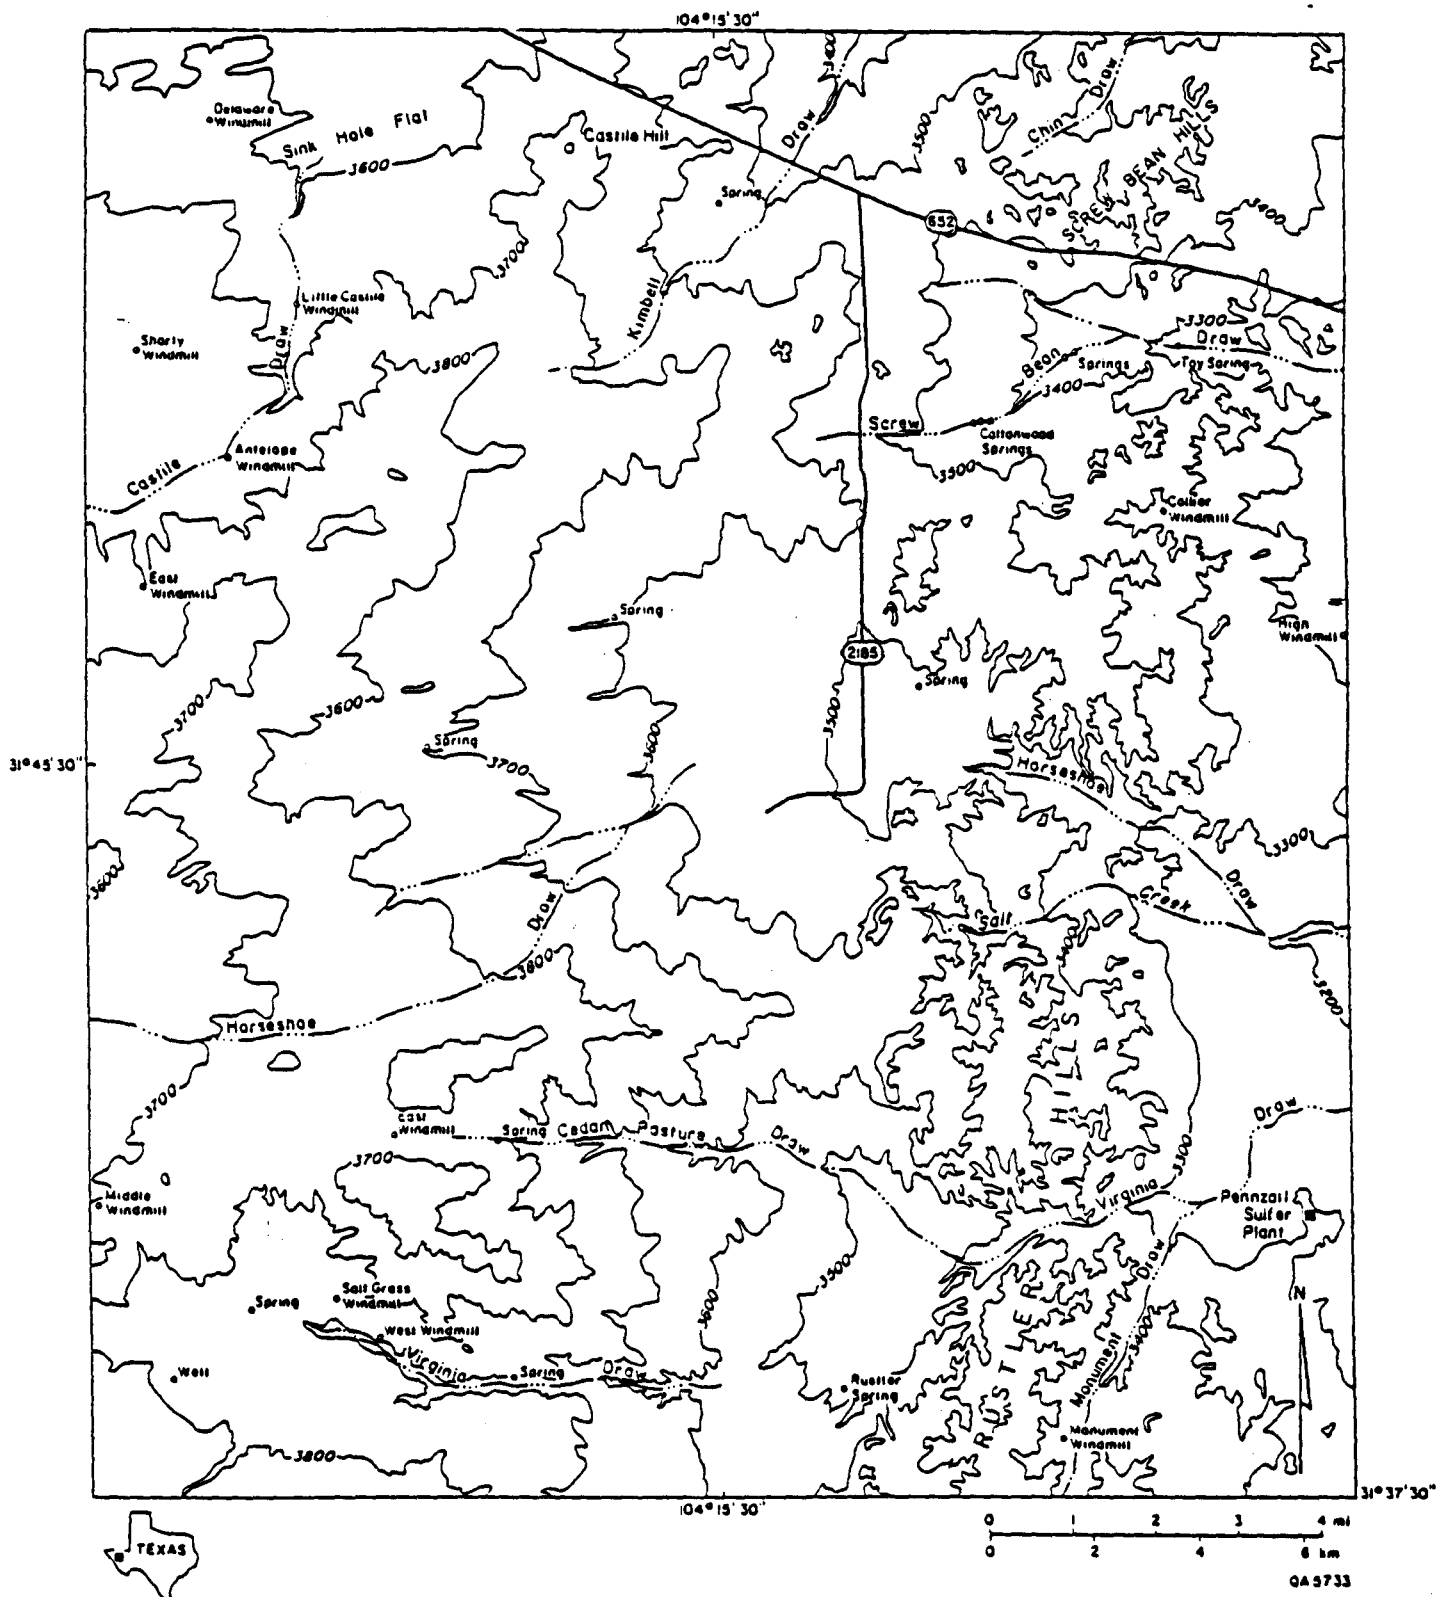 104°15'30"
Delaware
Windmill
Sink Hole Flat
3600
Castile Hill
Draw
3400
3500
Chin
Draw
SCREW BEAN HILLS
Spring
652
3400
3700
Kimbell
Little Castile
Windmill
Draw
Shorty
Windmill
3800
3300
Draw
Bean
Springs
Toy Spring
3400
Screw
Cottonwood
Springs
3500
Antelope
Windmill
Castile
Collier
Windmill
East
Windmill
Spring
High
Windmill
2185
Spring
3700
3600
3500
3600
Spring
3700
31°45'30"
Horseshoe
3300
3600
Draw
Draw
Creek
Salt
3400
3800
3200
Horseshoe
HILLS
3700
Draw
East
Windmill
Spring
Cedam
Pasture
Draw
3700
3300
Middle
Windmill
Virginia
Pennzoil
Sulfer
Plant
3500
Draw
Salt Grass
Windmill
Spring
3600
N
West Windmill
RUSTLER
3400
Monument
Virginia
Spring
Draw
Well
Rustler
Spring
Monument
Windmill
3800
104°15'30"
31°37'30"
0 1 2 3 4 mi
0 2 4 6 km
TEXAS
QA5733